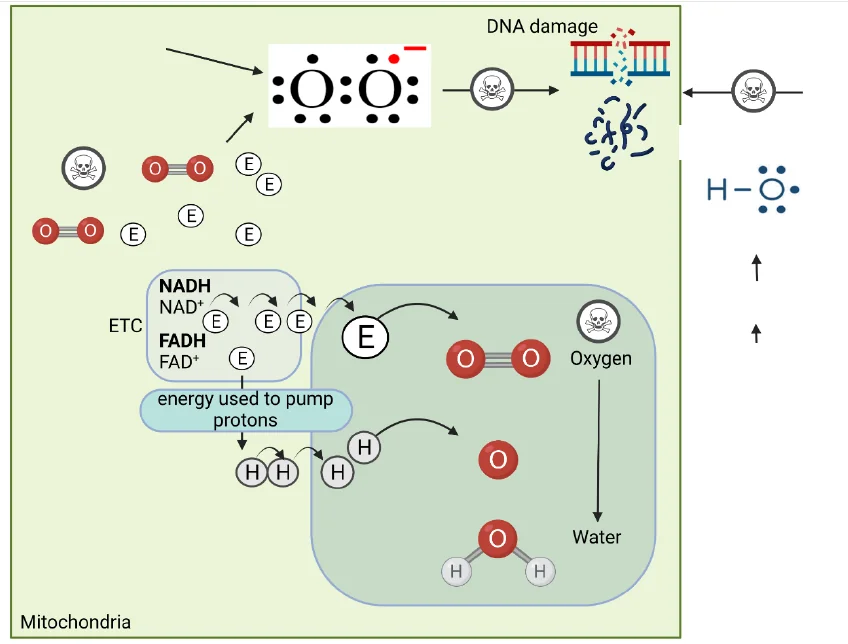 DNA damage
O O
O O
E
E
H–O
E
O O
E
E
NADH
NAD⁺
E E E
ETC
FADH
FAD⁺
E
E
O O
Oxygen
energy used to pump
protons
H H
H
H
O
O
Water
H H
Mitochondria